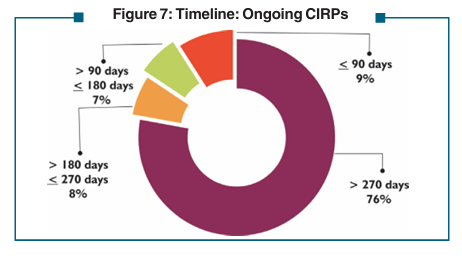 Figure 7: Timeline: Ongoing CIRPs
> 90 days
≤ 180 days
7%
≤ 90 days
9%
> 180 days
≤ 270 days
8%
> 270 days
76%